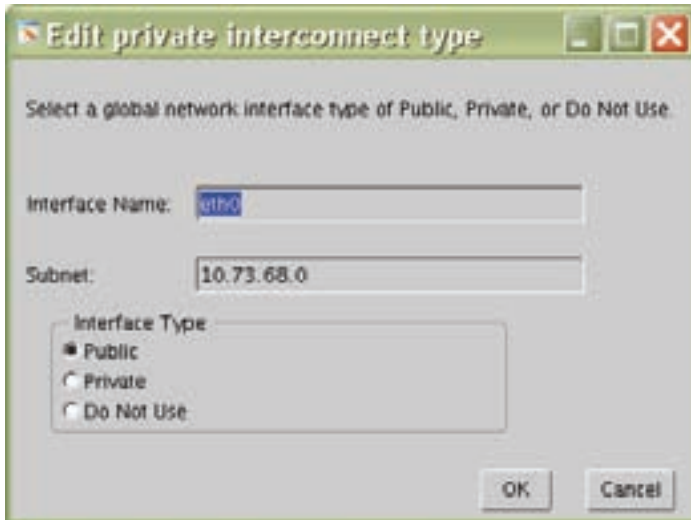 Edit private interconnect type
Select a global network interface type of Public, Private, or Do Not Use.
Interface Name: eth0
Subnet: 10.73.68.0
Interface Type
Public
Private
Do Not Use
OK Cancel